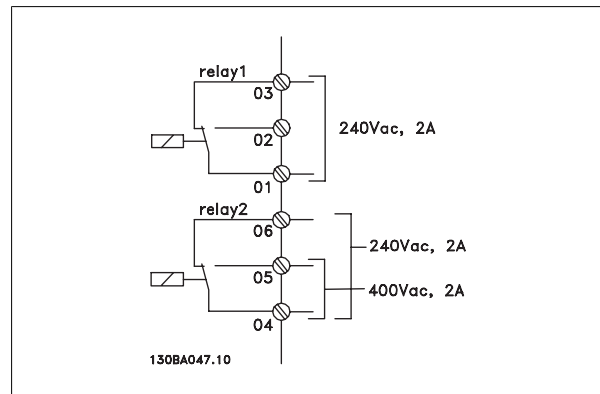 relay1
03
02
240Vac, 2A
01
relay2
06
240Vac, 2A
05
400Vac, 2A
04
130BA047.10